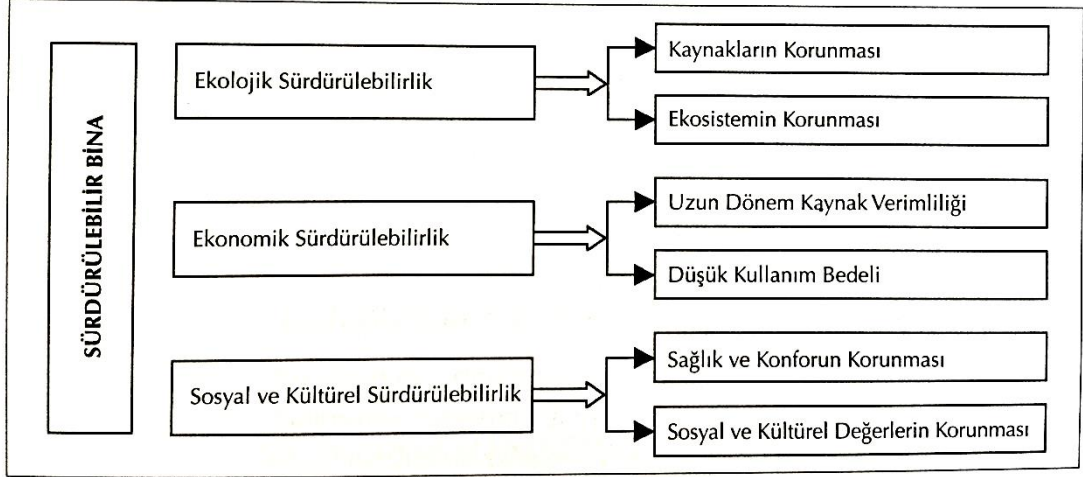 SÜRDÜRÜLEBİLİR BİNA
Ekolojik Sürdürülebilirlik
Kaynakların Korunması
Ekosistemin Korunması
Ekonomik Sürdürülebilirlik
Uzun Dönem Kaynak Verimliliği
Düşük Kullanım Bedeli
Sosyal ve Kültürel Sürdürülebilirlik
Sağlık ve Konforun Korunması
Sosyal ve Kültürel Değerlerin Korunması